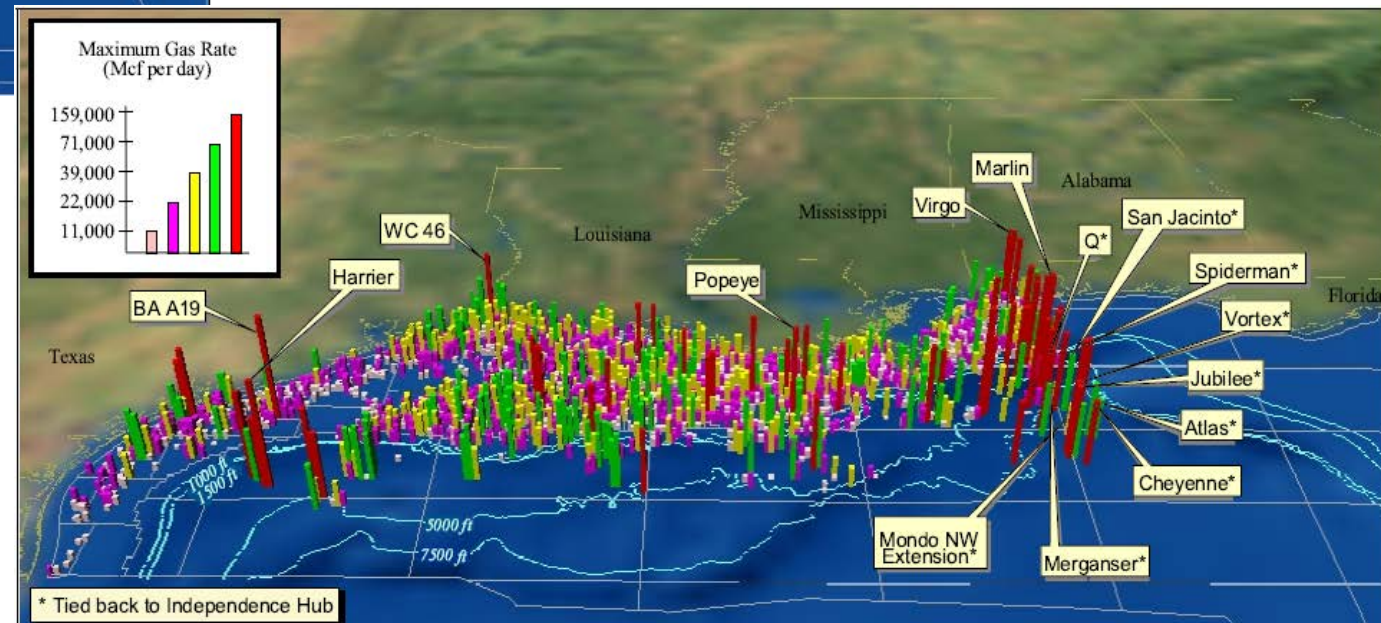 Maximum Gas Rate
(Mcf per day)
159,000
71,000
39,000
22,000
11,000
Marlin
Alabama
Virgo
Mississippi
San Jacinto*
WC 46
Louisiana
Q*
Harrier
Popeye
Spiderman*
Florida
BA A19
Vortex*
Texas
Jubilee*
Atlas*
Cheyenne*
1000 ft
1500 ft
5000 ft
7500 ft
Mondo NW
Extension*
Merganser*
* Tied back to Independence Hub